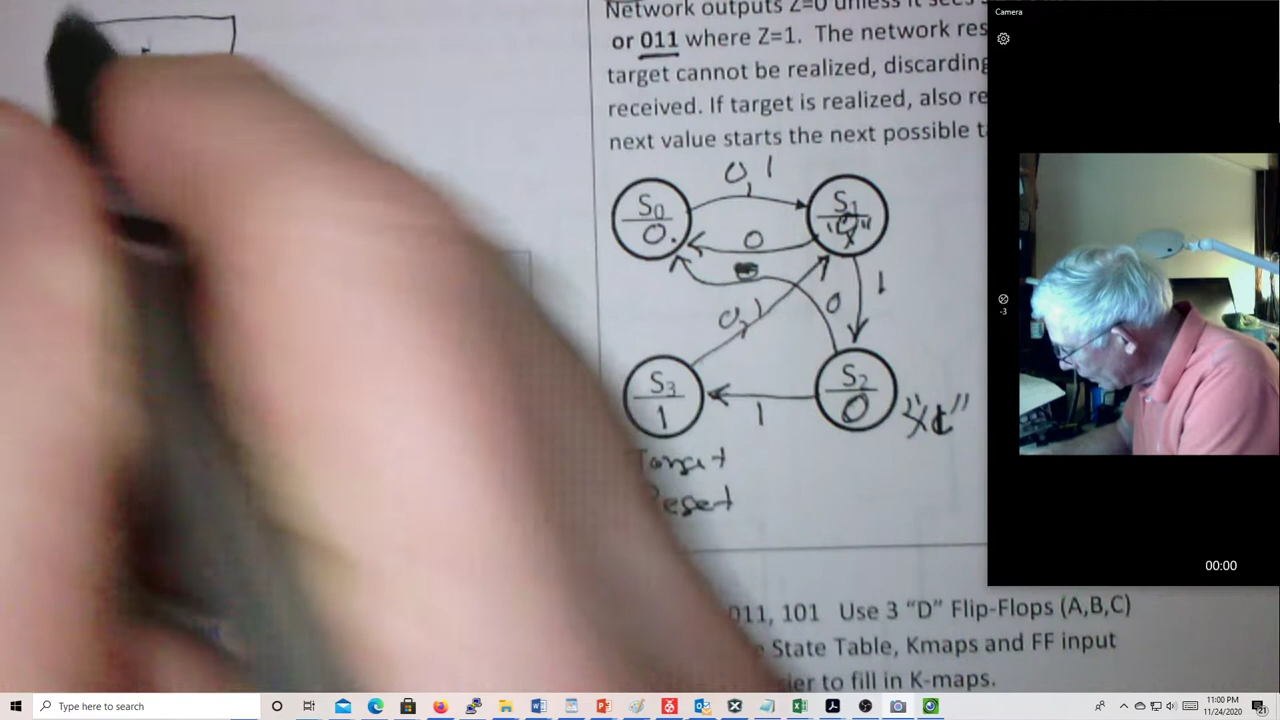 Network outputs Z=0 unless it sees
or 011 where Z=1. The network res
target cannot be realized, discarding
received. If target is realized, also re
next value starts the next possible t
0, 1
S0
0
S1
0
0
1
0, 1
S3
1
1
S2
0
Target
Reset
011, 101 Use 3 "D" Flip-Flops (A,B,C)
State Table, Kmaps and FF input
ier to fill in K-maps.
Camera
-3
00:00
Type here to search
11:00 PM
11/24/2020
21